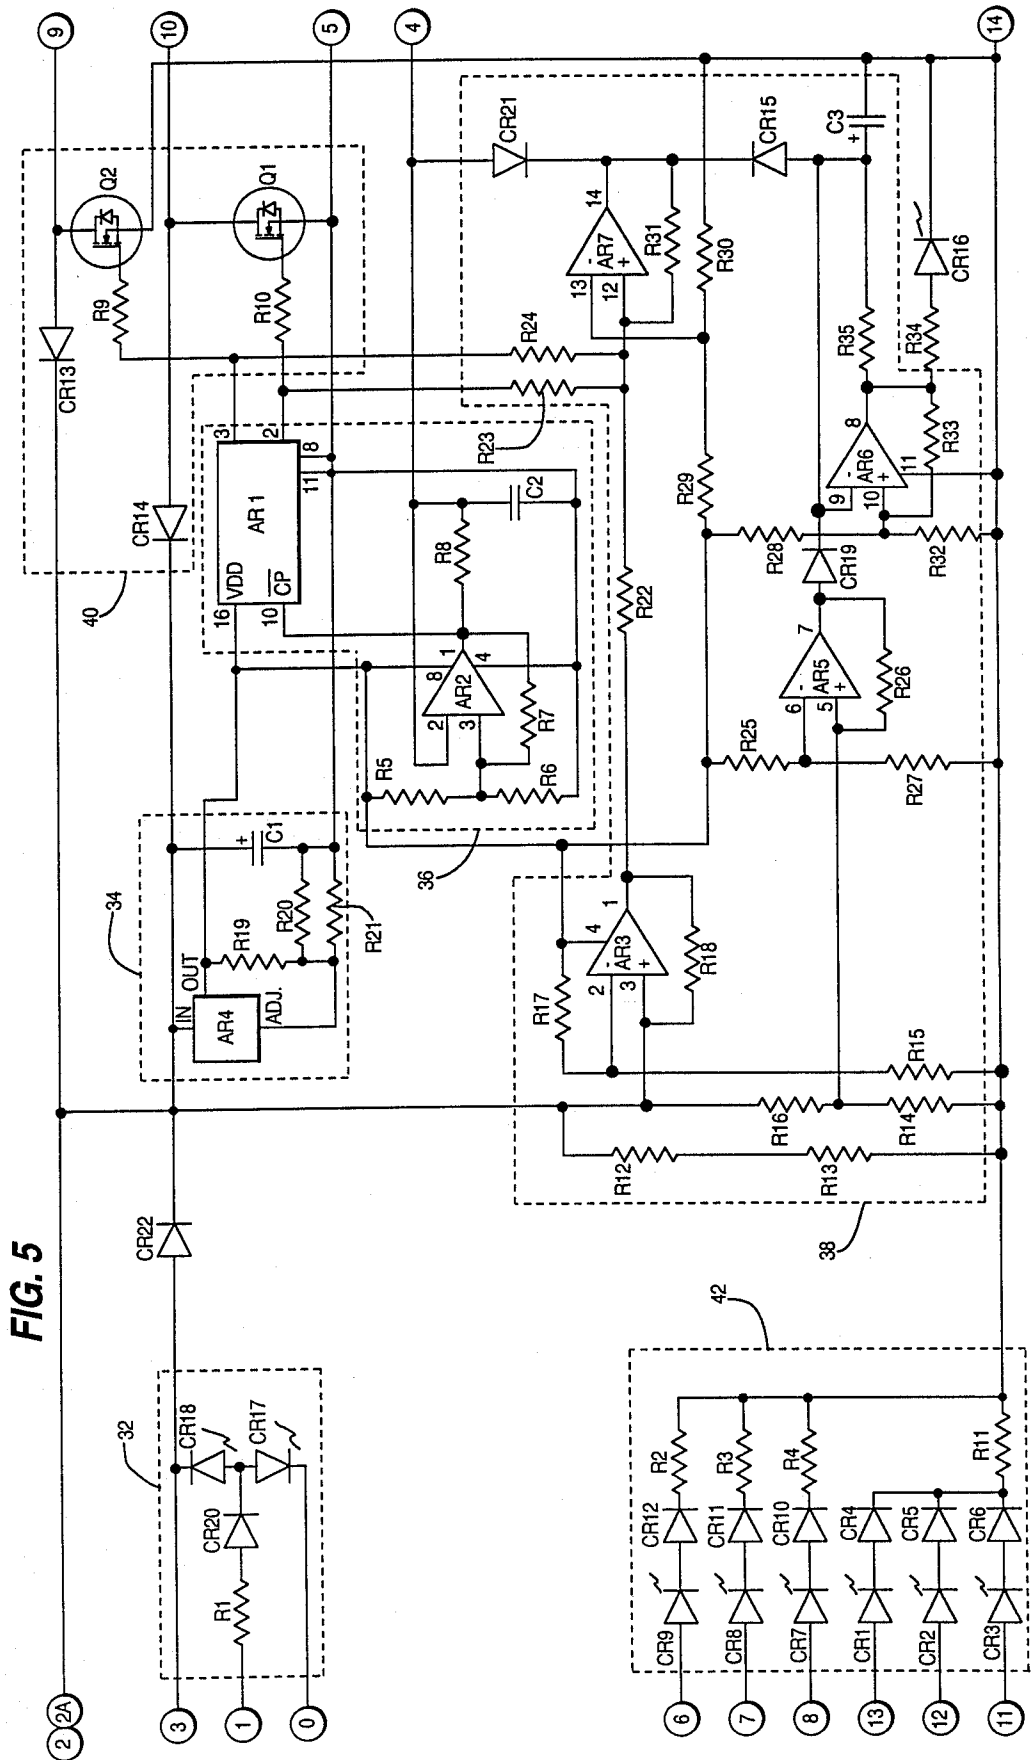 FIG. 5
2
2A
3
1
0
6
7
8
13
12
11
9
10
5
4
14
32
CR18
CR17
CR20
R1
CR22
34
IN
OUT
AR4
ADJ.
R19
R20
R21
C1
+
40
CR13
CR14
R9
R10
Q2
Q1
36
16
VDD
10
CP
AR1
3
2
8
11
R5
R6
R7
R8
C2
AR2
2
3
8
4
1
R23
R24
R22
CR21
AR7
-
+
13
12
14
R31
R30
R29
CR15
C3
+
38
R17
R18
AR3
-
+
2
3
4
1
R12
R13
R16
R14
R15
R25
R27
R26
AR5
-
+
6
5
7
CR19
R28
R32
R33
AR6
-
+
9
10
11
8
R35
R34
CR16
42
CR9
CR12
R2
CR8
CR11
R3
CR7
CR10
R4
CR1
CR4
CR2
CR5
CR3
CR6
R11